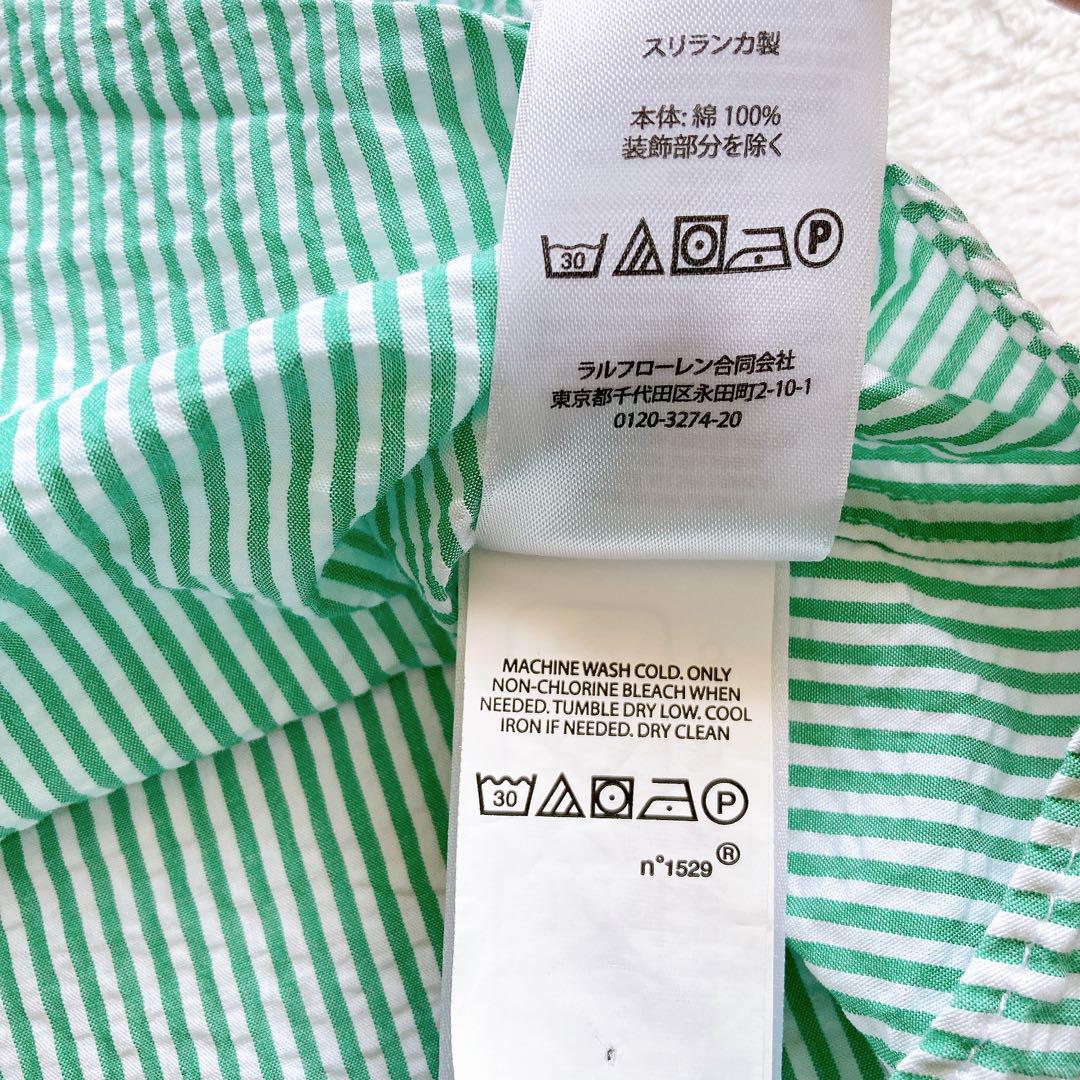 スリランカ製
本体: 綿 100%
装飾部分を除く
30 P
ラルフローレン合同会社
東京都千代田区永田町2-10-1
0120-3274-20
MACHINE WASH COLD. ONLY
NON-CHLORINE BLEACH WHEN
NEEDED. TUMBLE DRY LOW. COOL
IRON IF NEEDED. DRY CLEAN
30 P
n°1529 ®